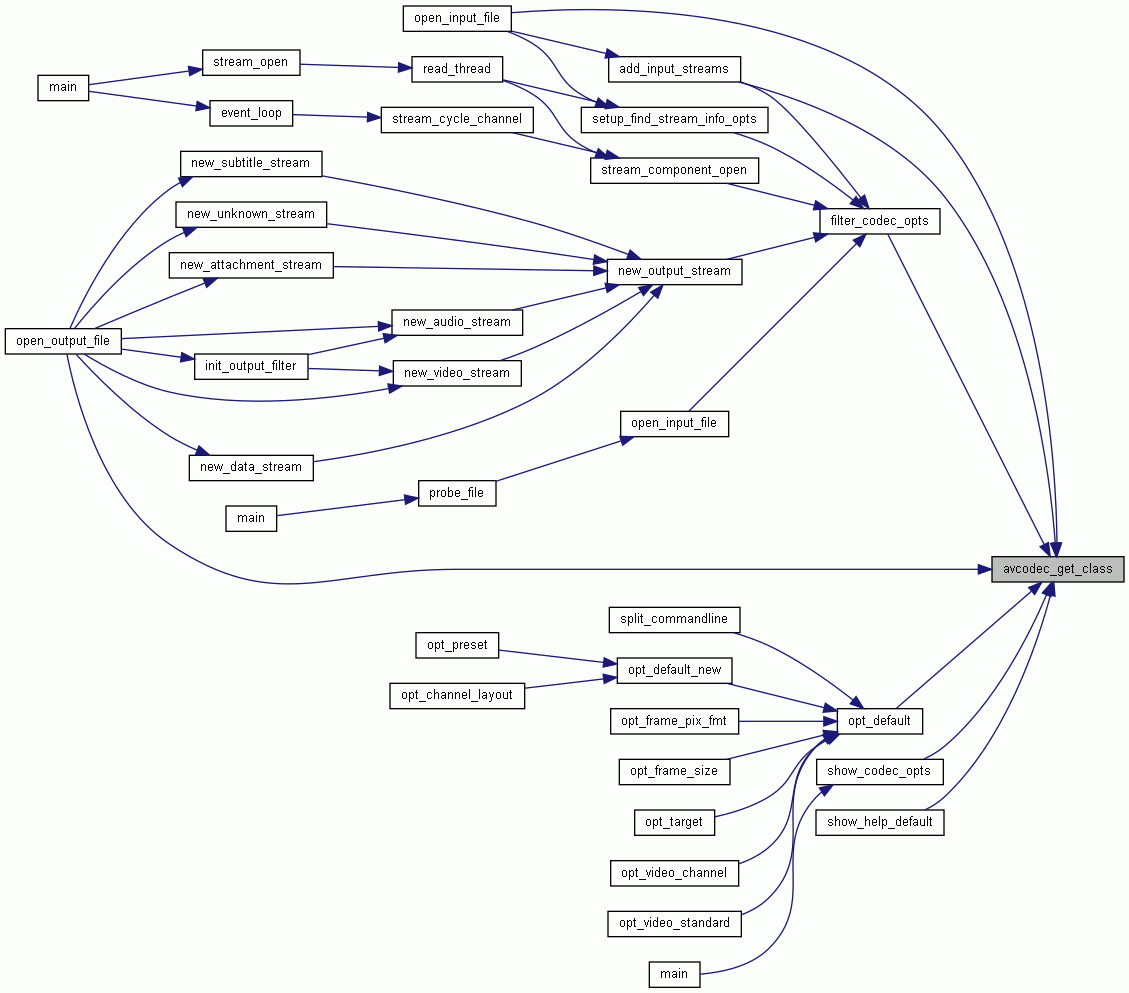 open_input_file
stream_open
main
read_thread
add_input_streams
event_loop
stream_cycle_channel
setup_find_stream_info_opts
new_subtitle_stream
stream_component_open
new_unknown_stream
filter_codec_opts
new_attachment_stream
new_output_stream
new_audio_stream
open_output_file
init_output_filter
new_video_stream
open_input_file
new_data_stream
probe_file
main
avcodec_get_class
split_commandline
opt_preset
opt_default_new
opt_channel_layout
opt_frame_pix_fmt
opt_default
opt_frame_size
show_codec_opts
opt_target
show_help_default
opt_video_channel
opt_video_standard
main